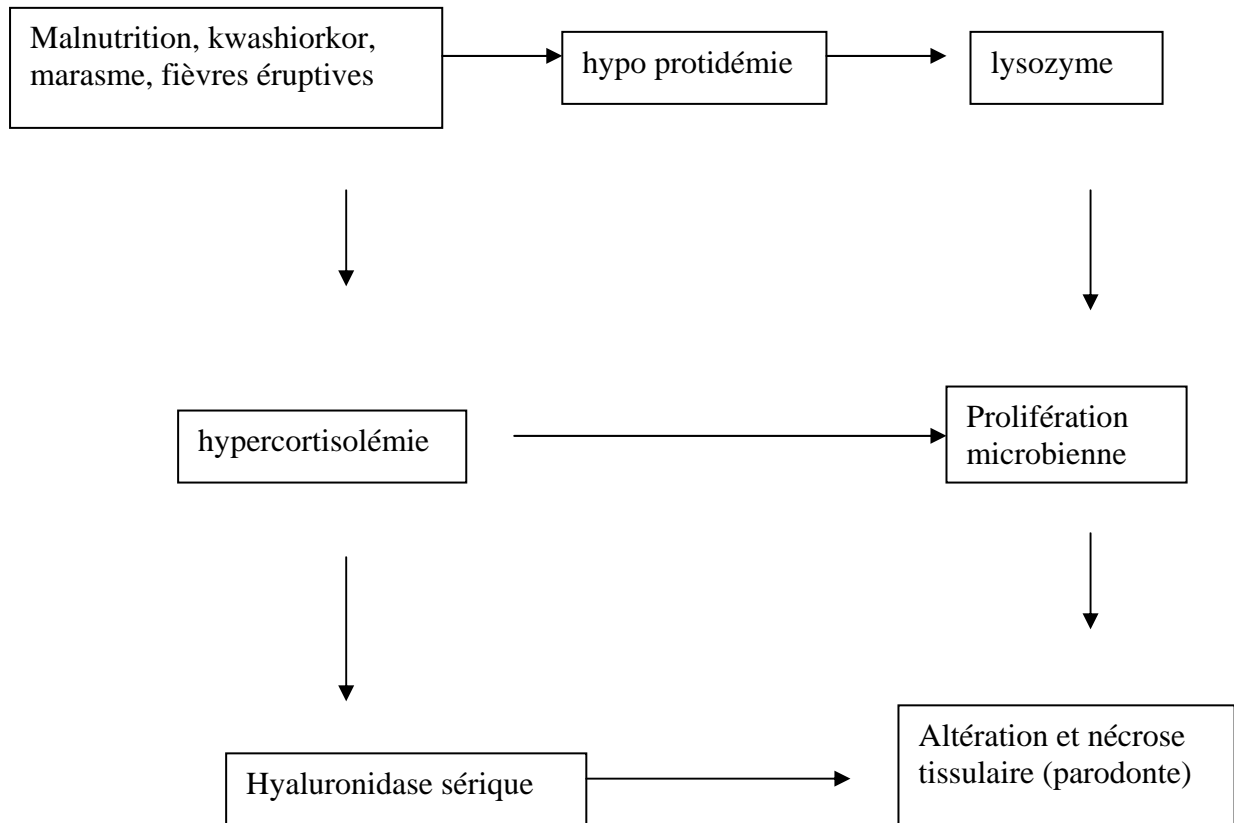 Malnutrition, kwashiorkor,
marasme, fièvres éruptives
hypo protidémie
lysozyme
hypercortisolémie
Prolifération
microbienne
Hyaluronidase sérique
Altération et nécrose
tissulaire (parodonte)